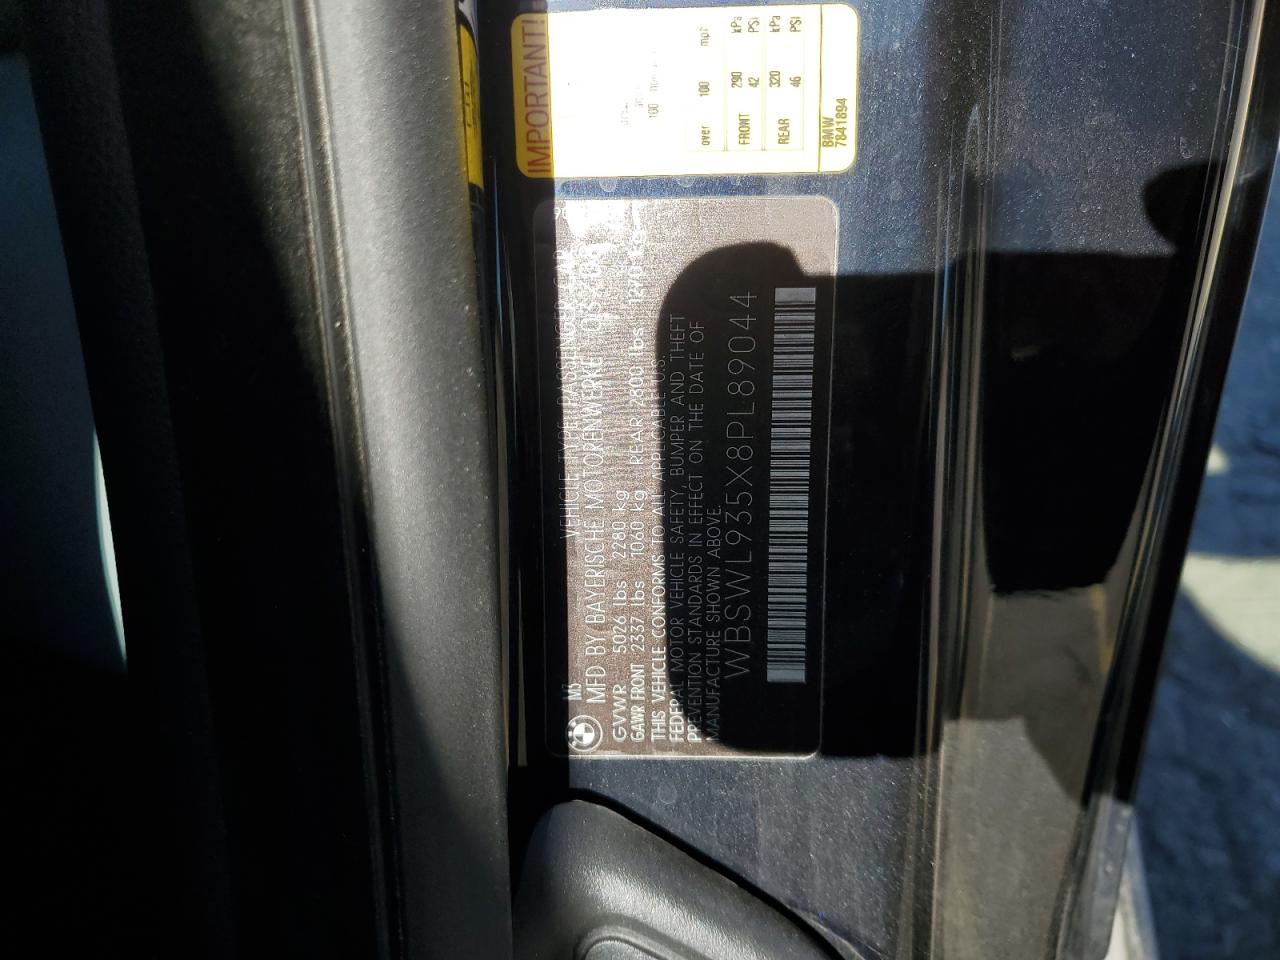 M3 VEHICLE TYPE: PASSENGER CAR
MFD BY BAYERISCHE MOTORENWERKE
GVWR 5026 lbs 2280 kg
GAWR FRONT 2337 lbs 1060 kg REAR 2800 lbs 1270 kg
THIS VEHICLE CONFORMS TO ALL APPLICABLE U.S.
FEDERAL MOTOR VEHICLE SAFETY, BUMPER AND THEFT
PREVENTION STANDARDS IN EFFECT ON THE DATE OF
MANUFACTURE SHOWN ABOVE.
WBSWL935X8PL89044
IMPORTANT!
over 100 mph
kPa
FRONT 290
PSI
42
kPa
REAR 320
PSI
46
BMW
7841894